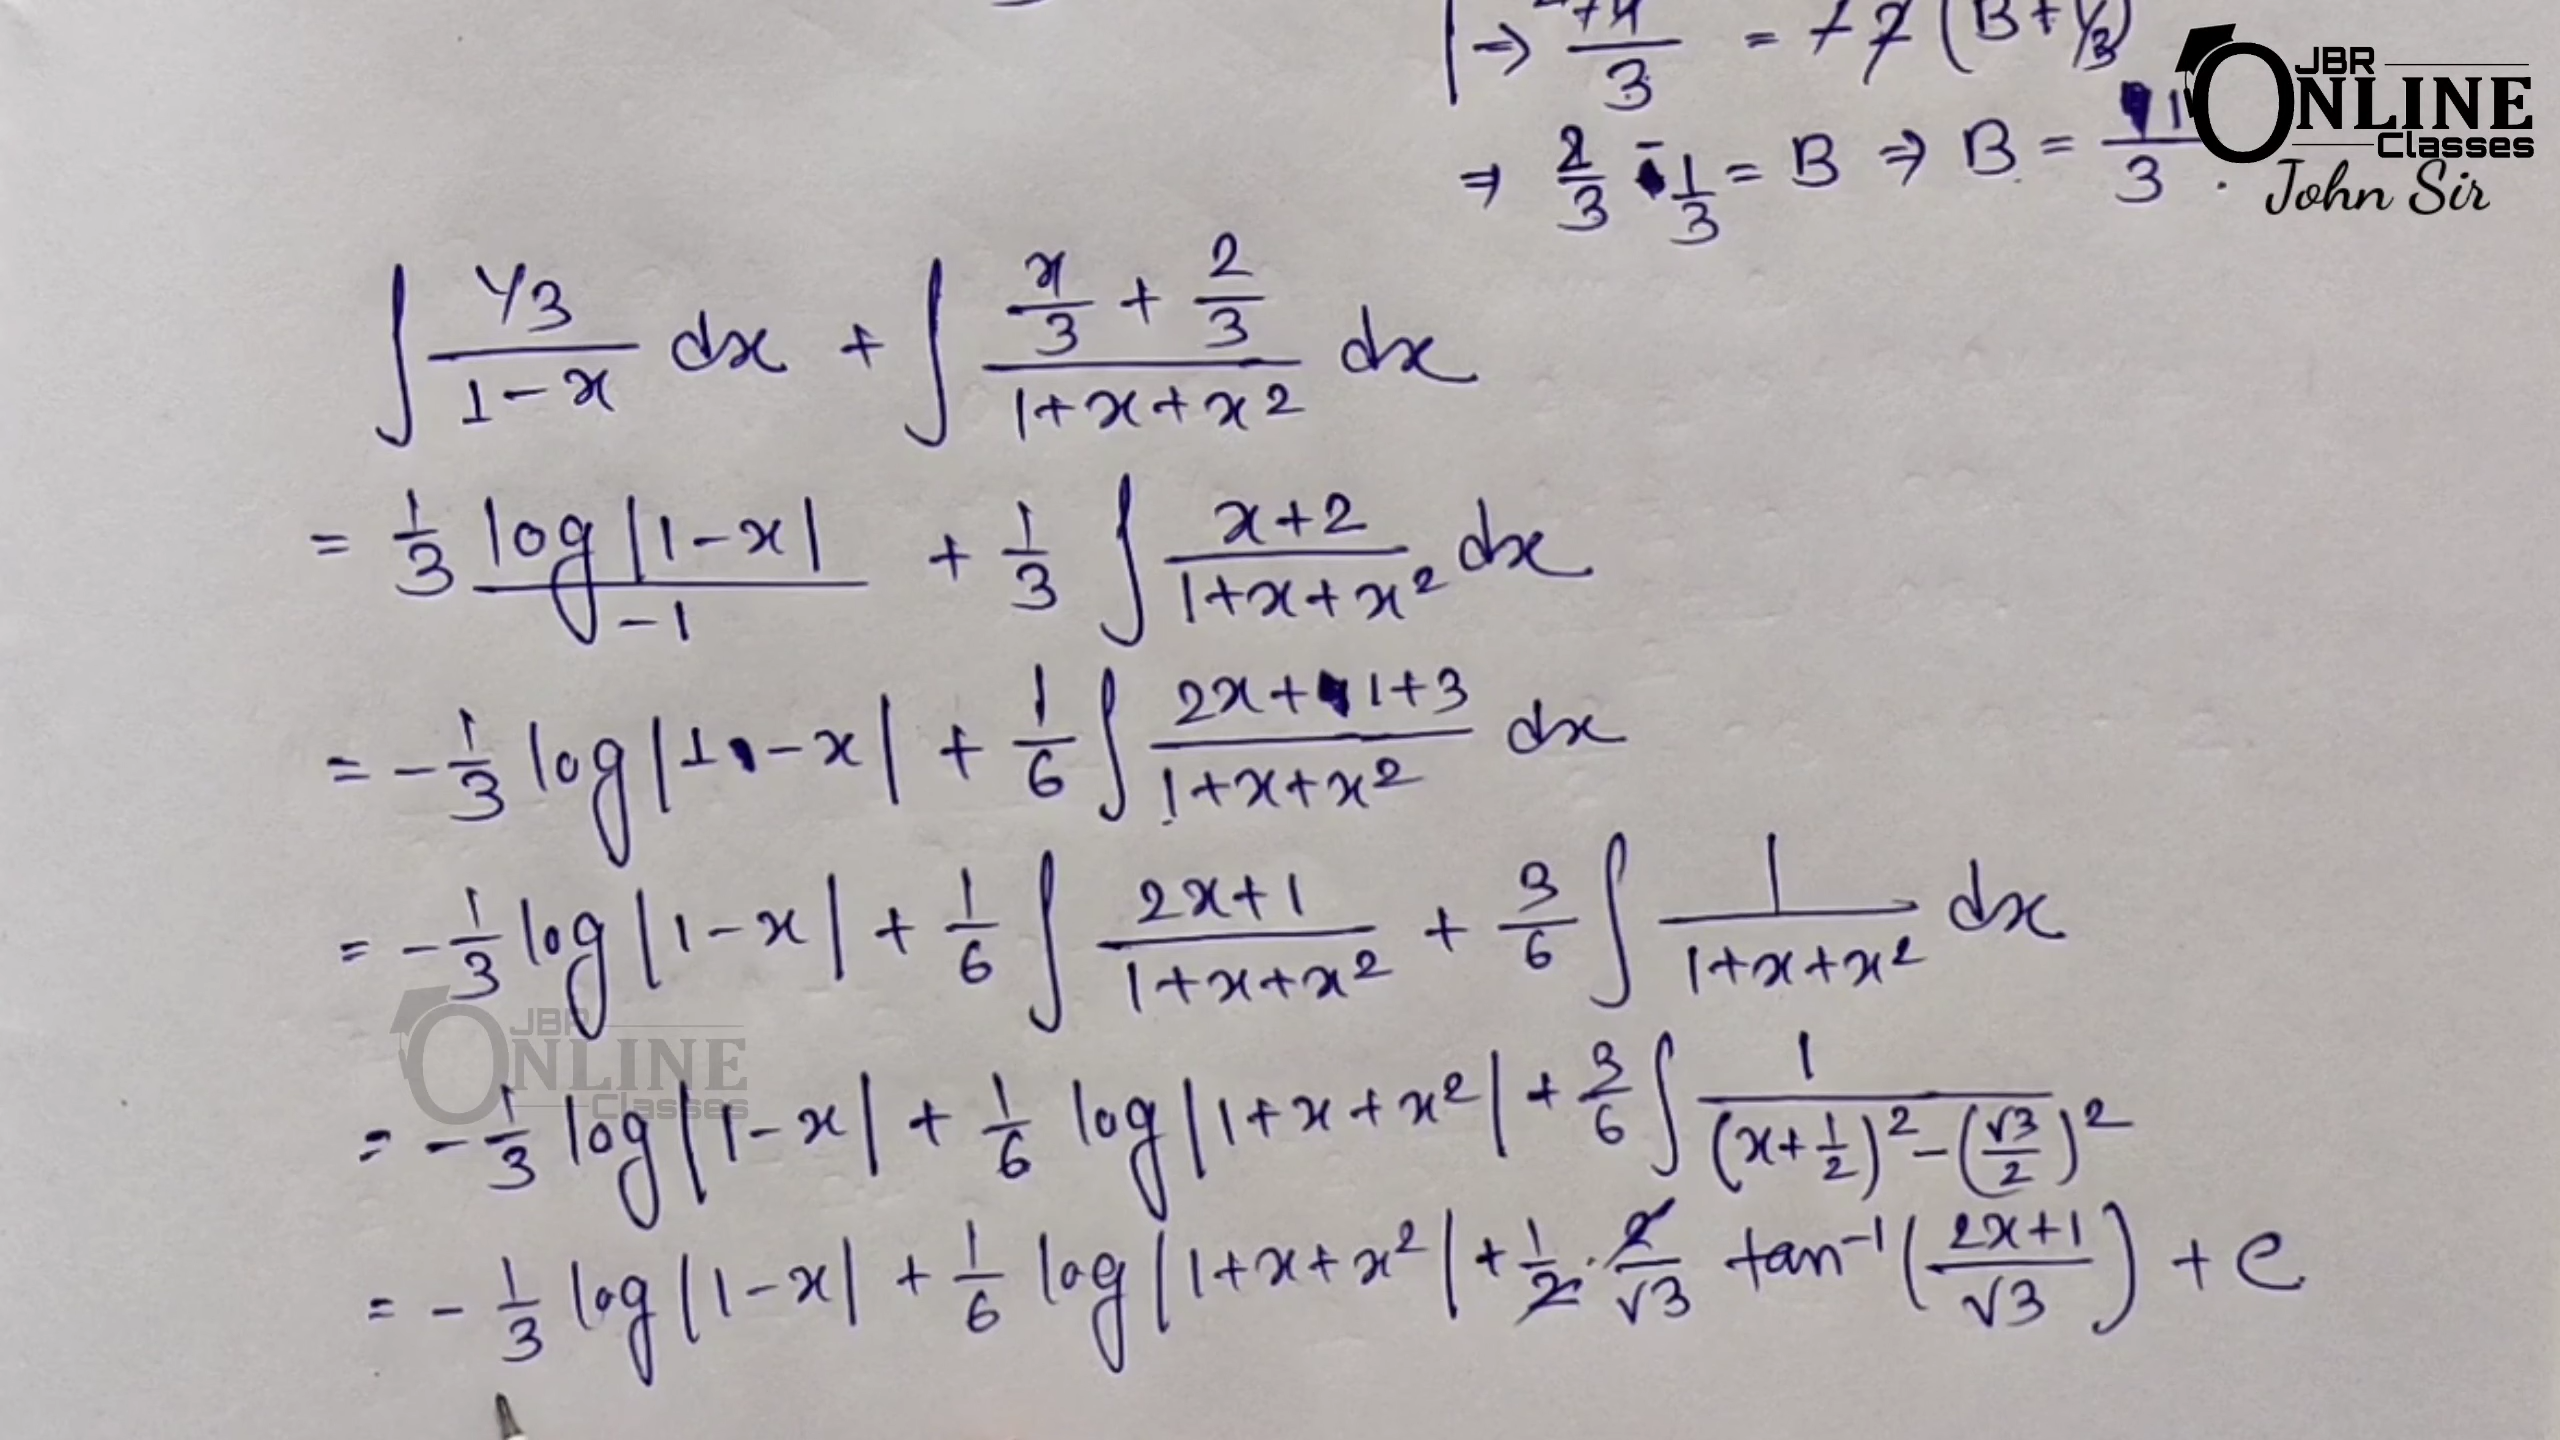 ⇒ +4/3 = +2 (B + 1/3)
JBR
ONLINE
Classes
John Sir
⇒ 2/3 - 1/3 = B ⇒ B = 1/3
∫ (1/3)/(1-x) dx + ∫ (x/3 + 2/3)/(1+x+x²) dx
= 1/3 log|1-x|/-1 + 1/3 ∫ (x+2)/(1+x+x²) dx
= -1/3 log|1-x| + 1/6 ∫ (2x+1+3)/(1+x+x²) dx
= -1/3 log|1-x| + 1/6 ∫ (2x+1)/(1+x+x²) + 3/6 ∫ 1/(1+x+x²) dx
JBR
ONLINE
Classes
= -1/3 log|1-x| + 1/6 log|1+x+x²| + 3/6 ∫ 1/((x+1/2)² - (√3/2)²)
= -1/3 log|1-x| + 1/6 log|1+x+x²| + 1/2 · 2/√3 tan⁻¹((2x+1)/√3) + c